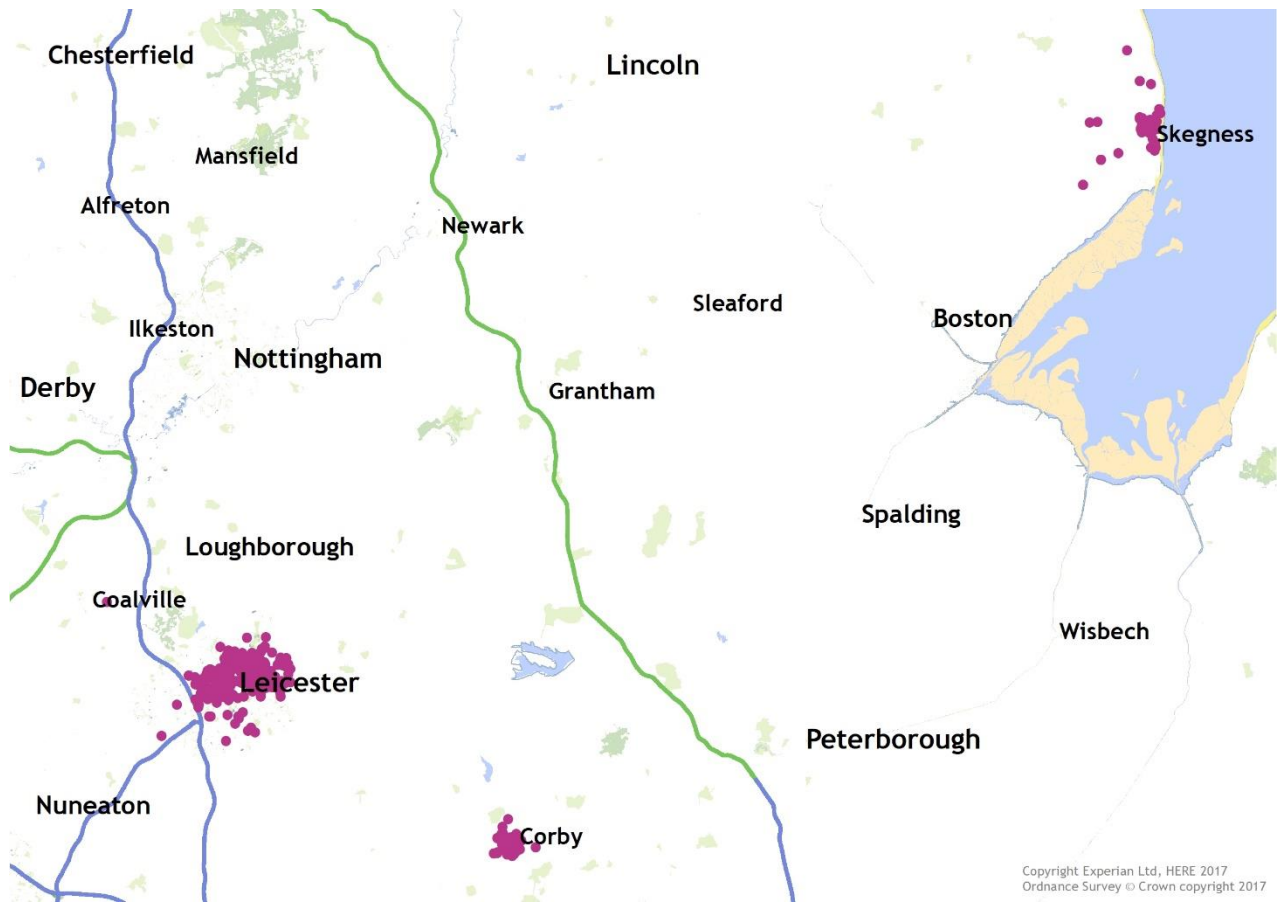 Chesterfield
Lincoln
Skegness
Mansfield
Alfreton
Newark
Sleaford
Boston
Ilkeston
Nottingham
Derby
Grantham
Spalding
Loughborough
Coalville
Wisbech
Leicester
Peterborough
Nuneaton
Corby
Copyright Experian Ltd, HERE 2017
Ordnance Survey © Crown copyright 2017